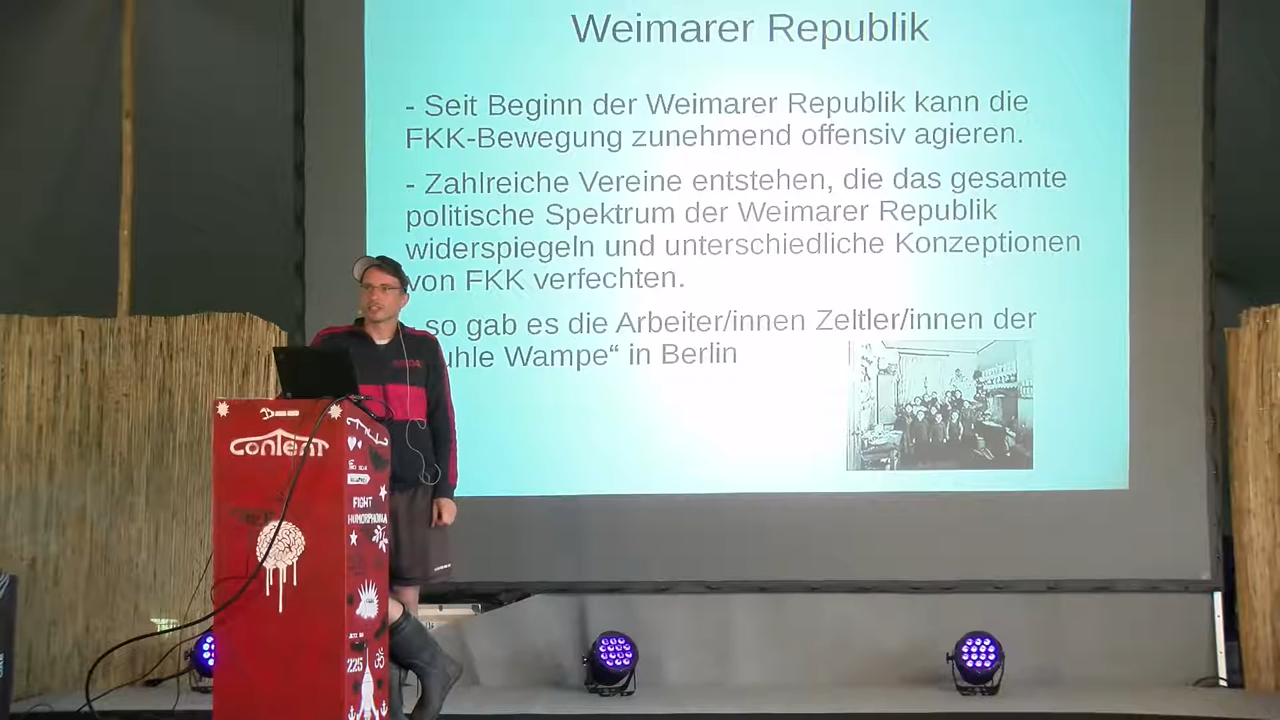 Weimarer Republik
- Seit Beginn der Weimarer Republik kann die
FKK-Bewegung zunehmend offensiv agieren.
- Zahlreiche Vereine entstehen, die das gesamte
politische Spektrum der Weimarer Republik
widerspiegeln und unterschiedliche Konzeptionen
von FKK verfechten.
so gab es die Arbeiter/innen Zeltler/innen der
uhle Wampe“ in Berlin
conTenT
FIGHT
HUMORPHOBIA
2215